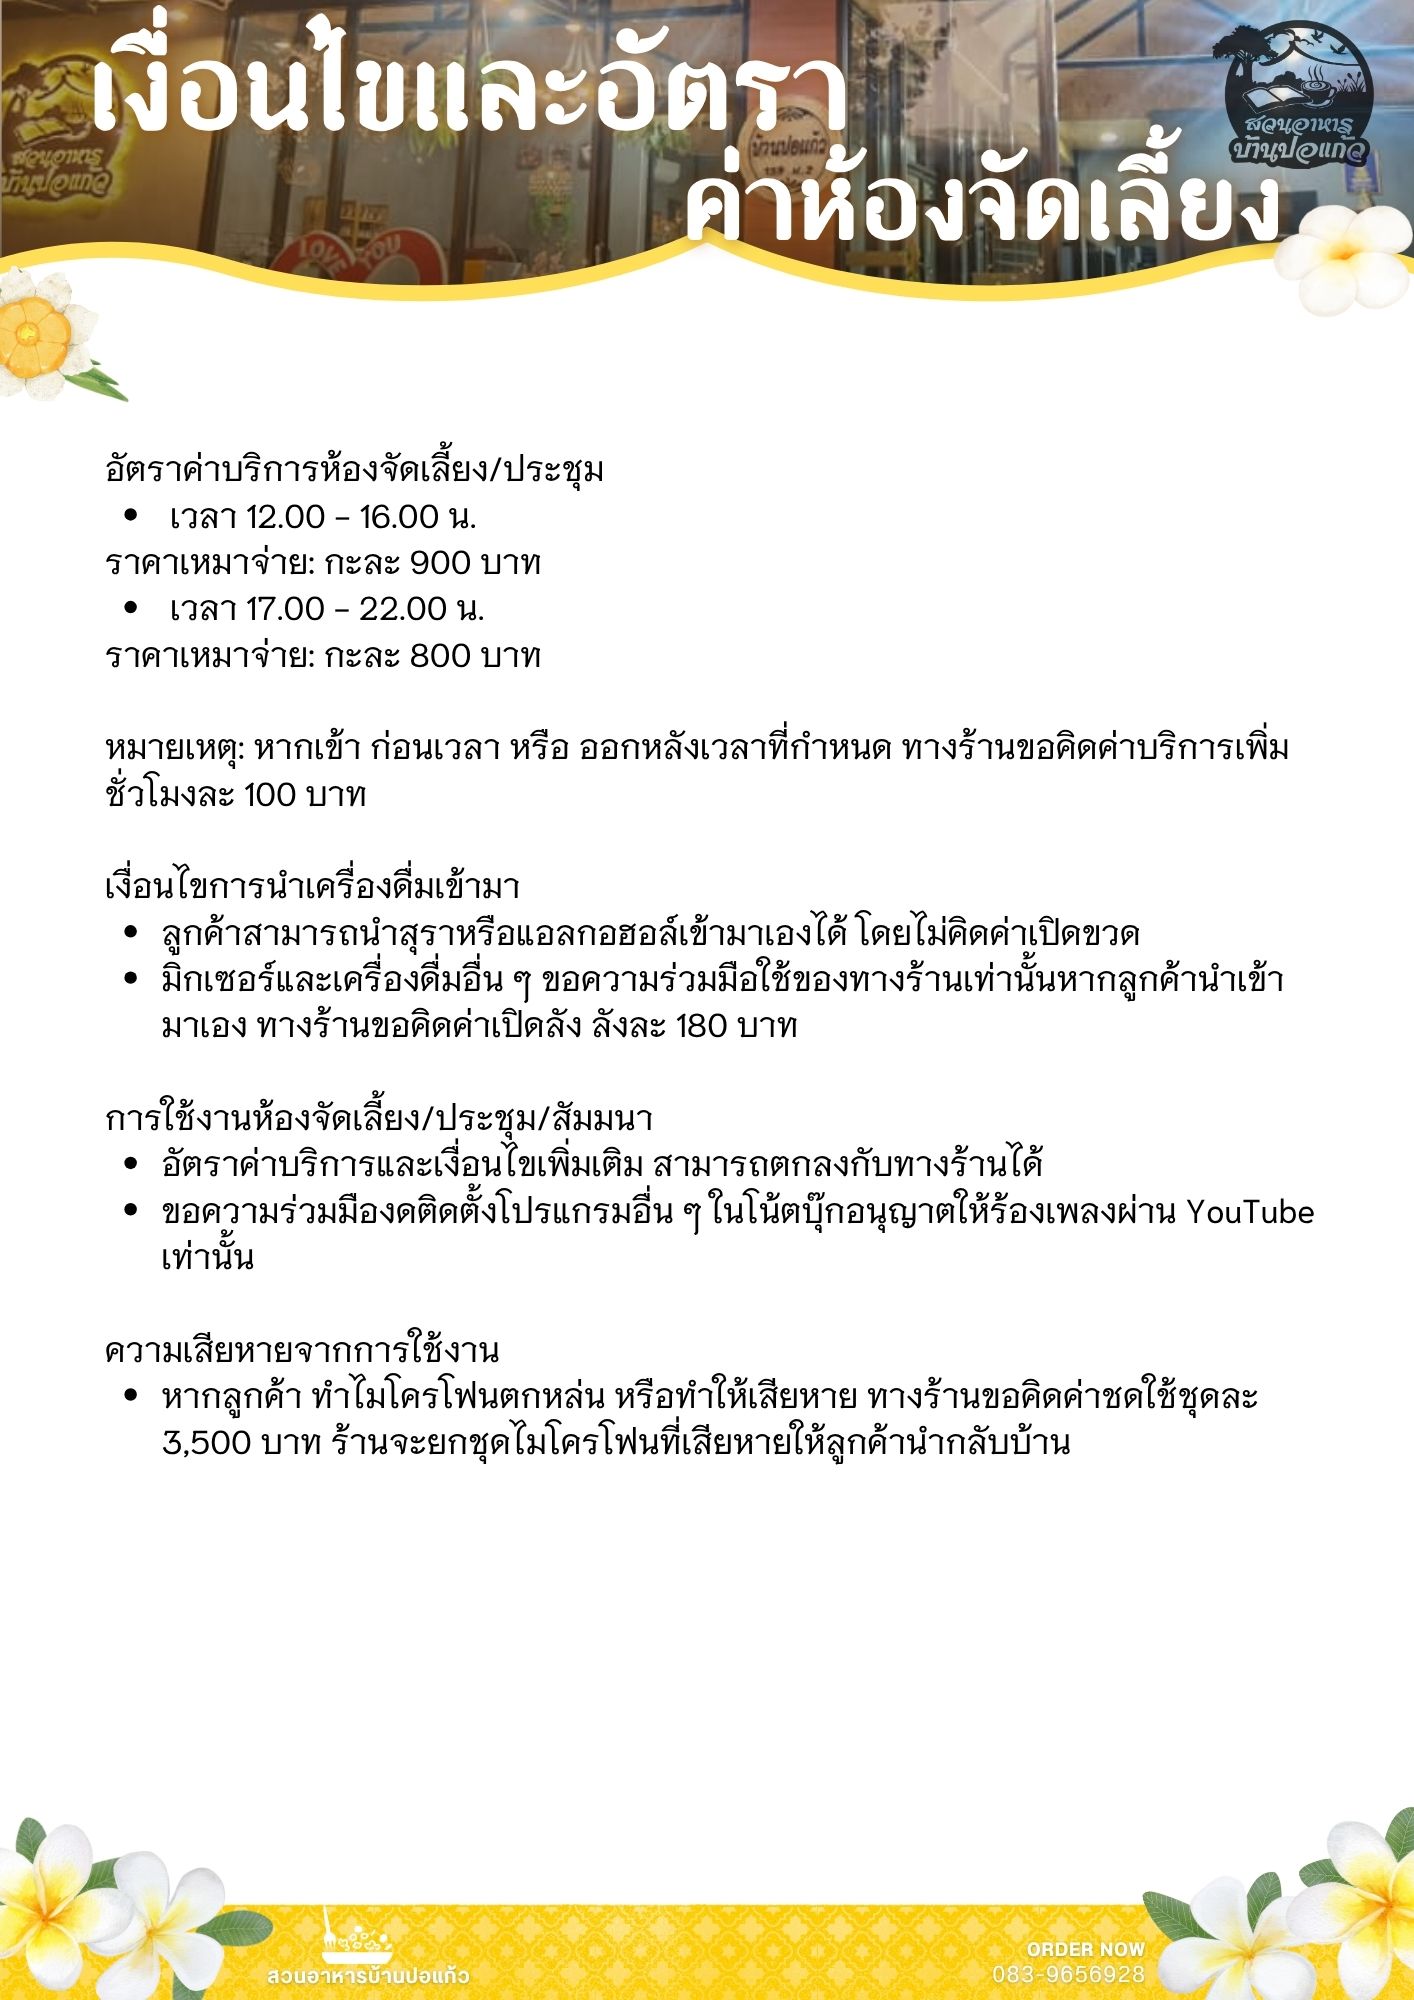 เงื่อนไขและอัตรา
ค่าห้องจัดเลี้ยง
สวนอาหาร
บ้านปอแก้ว
สวนอาหาร
บ้านปอแก้ว
บ้านปอแก้ว
LOVE YOU
อัตราค่าบริการห้องจัดเลี้ยง/ประชุม
• เวลา 12.00 – 16.00 น.
ราคาเหมาจ่าย: กะละ 900 บาท
• เวลา 17.00 – 22.00 น.
ราคาเหมาจ่าย: กะละ 800 บาท
หมายเหตุ: หากเข้า ก่อนเวลา หรือ ออกหลังเวลาที่กำหนด ทางร้านขอคิดค่าบริการเพิ่ม
ชั่วโมงละ 100 บาท
เงื่อนไขการนำเครื่องดื่มเข้ามา
• ลูกค้าสามารถนำสุราหรือแอลกอฮอล์เข้ามาเองได้ โดยไม่คิดค่าเปิดขวด
• มิกเซอร์และเครื่องดื่มอื่น ๆ ขอความร่วมมือใช้ของทางร้านเท่านั้นหากลูกค้านำเข้า
มาเอง ทางร้านขอคิดค่าเปิดลัง ลังละ 180 บาท
การใช้งานห้องจัดเลี้ยง/ประชุม/สัมมนา
• อัตราค่าบริการและเงื่อนไขเพิ่มเติม สามารถตกลงกับทางร้านได้
• ขอความร่วมมืองดติดตั้งโปรแกรมอื่น ๆ ในโน้ตบุ๊กอนุญาตให้ร้องเพลงผ่าน YouTube
เท่านั้น
ความเสียหายจากการใช้งาน
• หากลูกค้า ทำไมโครโฟนตกหล่น หรือทำให้เสียหาย ทางร้านขอคิดค่าชดใช้ชุดละ
3,500 บาท ร้านจะยกชุดไมโครโฟนที่เสียหายให้ลูกค้านำกลับบ้าน
สวนอาหารบ้านปอแก้ว
ORDER NOW
083-9656928